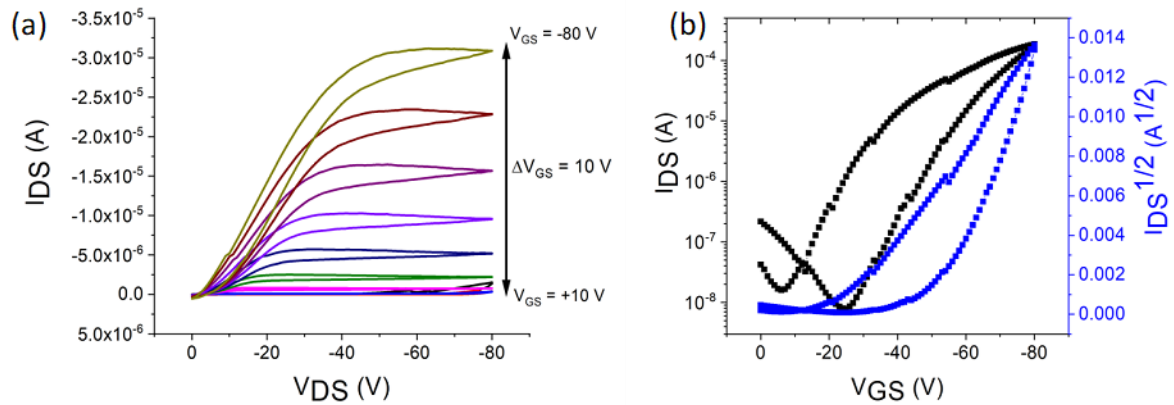 (a)
-3.5x10⁻⁵
-3.0x10⁻⁵
-2.5x10⁻⁵
-2.0x10⁻⁵
-1.5x10⁻⁵
-1.0x10⁻⁵
-5.0x10⁻⁶
0.0
5.0x10⁻⁶
IDS (A)
0 -20 -40 -60 -80
VDS (V)
VGS = -80 V
ΔVGS = 10 V
VGS = +10 V
(b)
10⁻⁴
10⁻⁵
10⁻⁶
10⁻⁷
10⁻⁸
IDS (A)
0 -20 -40 -60 -80
VGS (V)
0.014
0.012
0.010
0.008
0.006
0.004
0.002
0.000
IDS^1/2 (A^1/2)